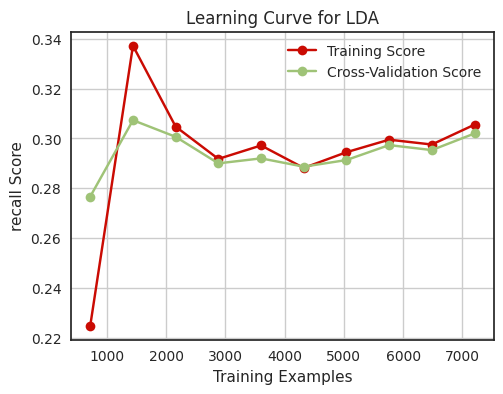 Learning Curve for LDA
Training Score
Cross-Validation Score
recall Score
0.34
0.32
0.30
0.28
0.26
0.24
0.22
1000 2000 3000 4000 5000 6000 7000
Training Examples